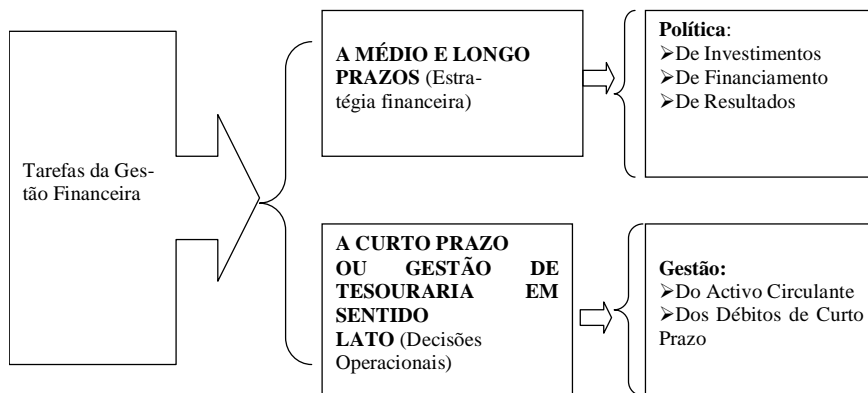 Tarefas da Ges-
tão Financeira
A MÉDIO E LONGO
PRAZOS (Estra-
tégia financeira)
Política:
➢De Investimentos
➢De Financiamento
➢De Resultados
A CURTO PRAZO
OU GESTÃO DE
TESOURARIA EM
SENTIDO
LATO (Decisões
Operacionais)
Gestão:
➢Do Activo Circulante
➢Dos Débitos de Curto
Prazo